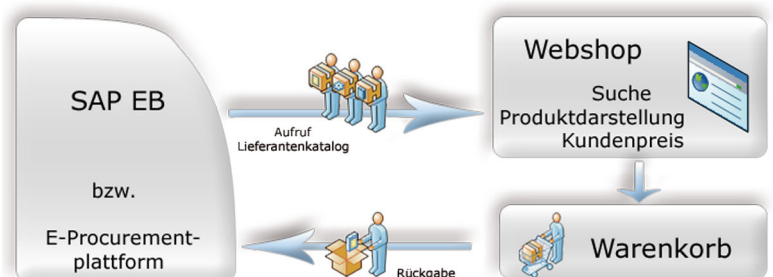 SAP EB
bzw.
E-Procurement-
plattform
Aufruf
Lieferantenkatalog
Webshop
Suche
Produktdarstellung
Kundenpreis
Warenkorb
Rückgabe